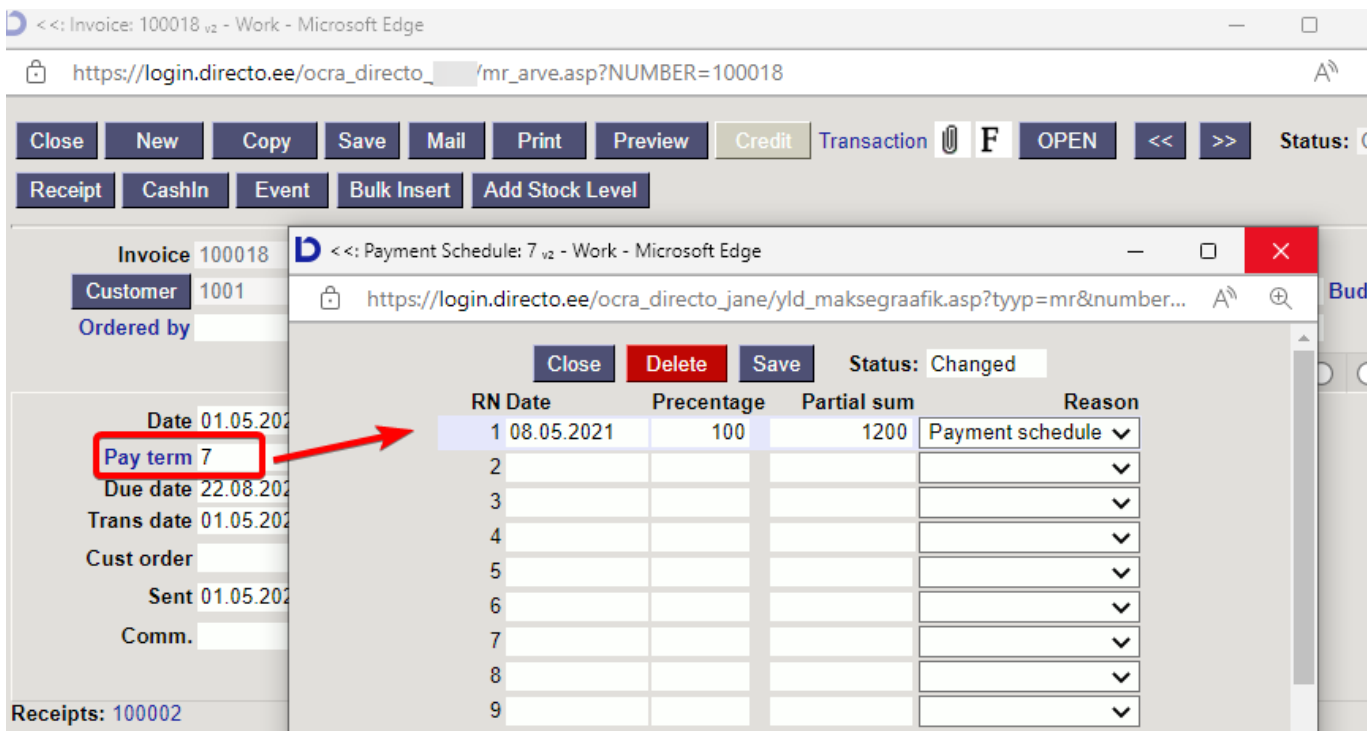 <<: Invoice: 100018 v2 - Work - Microsoft Edge
https://login.directo.ee/ocra_directo_ /mr_arve.asp?NUMBER=100018
Close New Copy Save Mail Print Preview Credit Transaction F OPEN << >> Status:
Receipt CashIn Event Bulk Insert Add Stock Level
Invoice 100018
Customer 1001
Ordered by
Date 01.05.202
Pay term 7
Due date 22.08.202
Trans date 01.05.202
Cust order
Sent 01.05.202
Comm.
Receipts: 100002
Bud
<<: Payment Schedule: 7 v2 - Work - Microsoft Edge
https://login.directo.ee/ocra_directo_jane/yld_maksegraafik.asp?tyyp=mr&number...
Close Delete Save Status: Changed
RN Date Precentage Partial sum Reason
1 08.05.2021 100 1200 Payment schedule
2
3
4
5
6
7
8
9